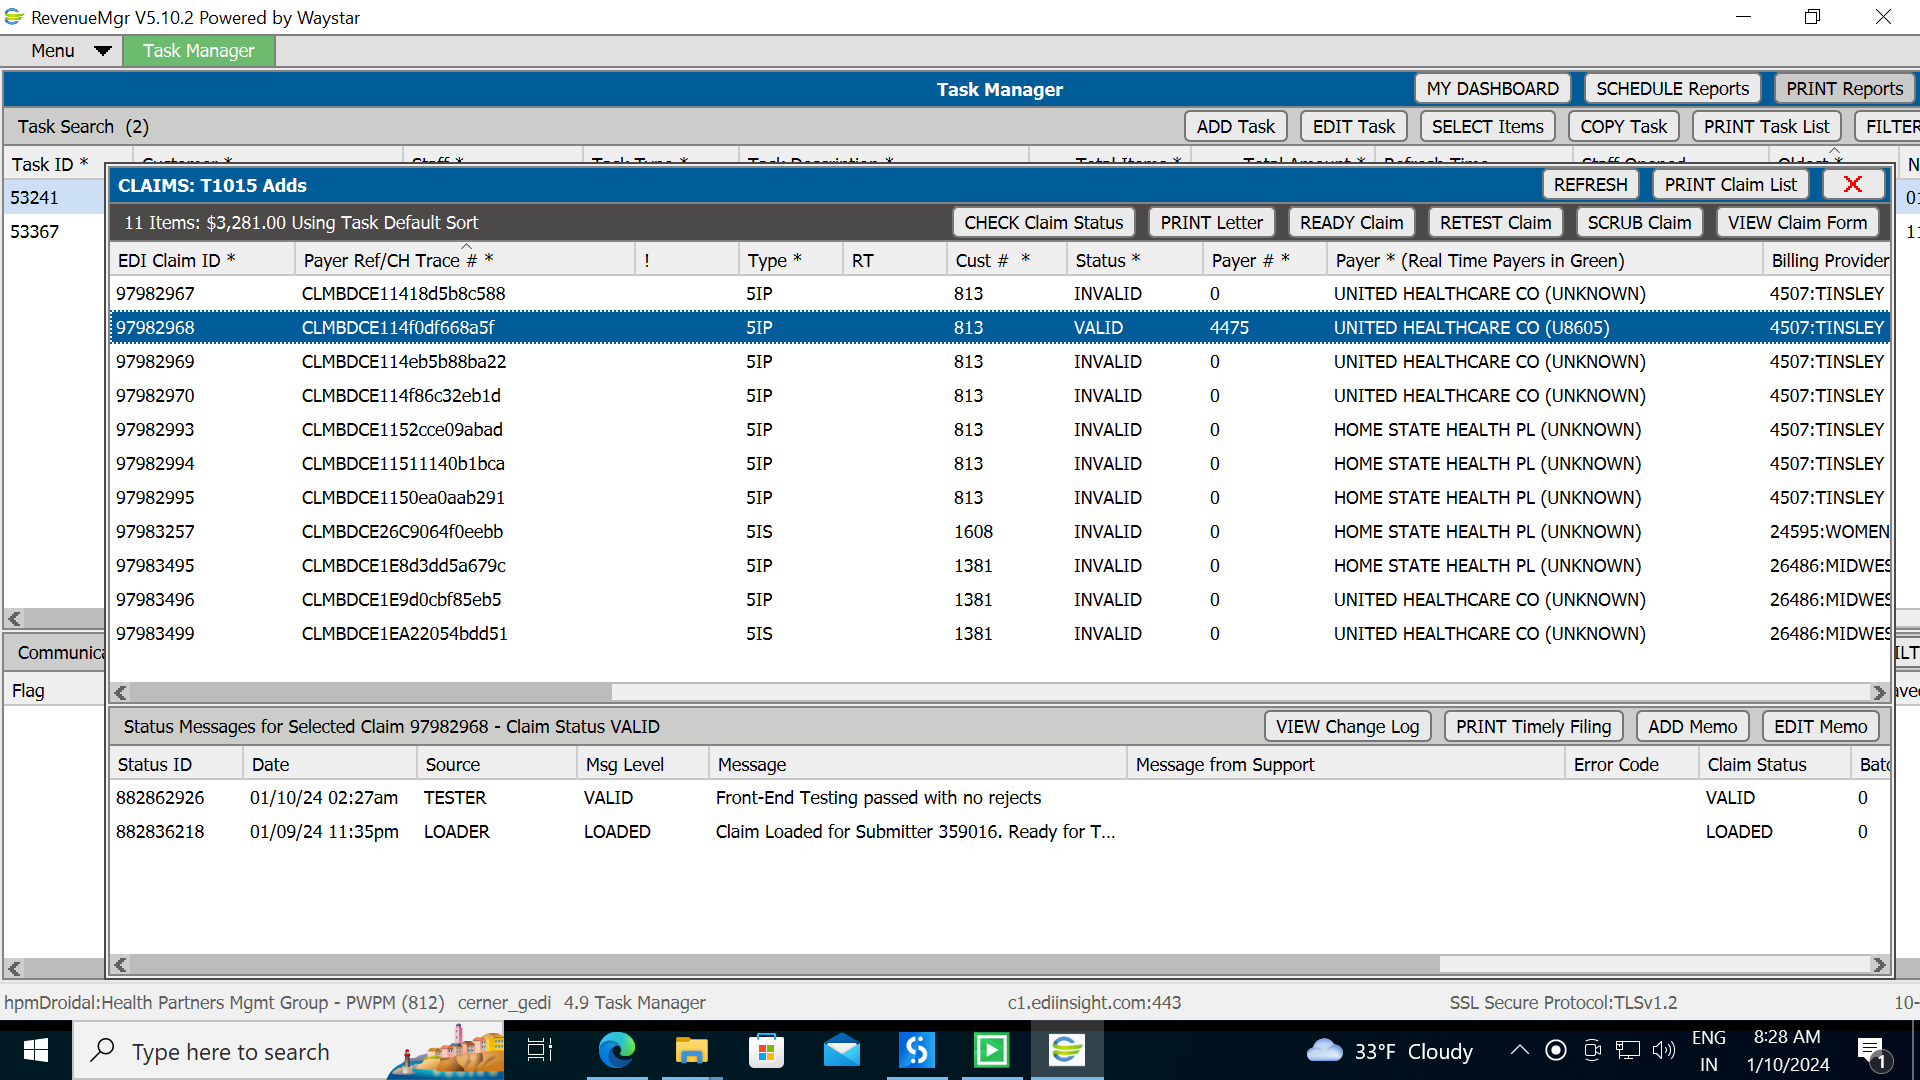 RevenueMgr V5.10.2 Powered by Waystar
Menu Task Manager
Task Manager MY DASHBOARD SCHEDULE Reports PRINT Reports
Task Search (2) ADD Task EDIT Task SELECT Items COPY Task PRINT Task List FILTER
Task ID * Customer * Staff * Task Type * Task Description * Total Items * Total Amount * Refresh Time Staff Opened Oldest * N
53241
53367
CLAIMS: T1015 Adds REFRESH PRINT Claim List X
11 Items: $3,281.00 Using Task Default Sort CHECK Claim Status PRINT Letter READY Claim RETEST Claim SCRUB Claim VIEW Claim Form
EDI Claim ID * Payer Ref/CH Trace # * ! Type * RT Cust # * Status * Payer # * Payer * (Real Time Payers in Green) Billing Provider
97982967 CLMBDCE11418d5b8c588 5IP 813 INVALID 0 UNITED HEALTHCARE CO (UNKNOWN) 4507:TINSLEY
97982968 CLMBDCE114f0df668a5f 5IP 813 VALID 4475 UNITED HEALTHCARE CO (U8605) 4507:TINSLEY
97982969 CLMBDCE114eb5b88ba22 5IP 813 INVALID 0 UNITED HEALTHCARE CO (UNKNOWN) 4507:TINSLEY
97982970 CLMBDCE114f86c32eb1d 5IP 813 INVALID 0 UNITED HEALTHCARE CO (UNKNOWN) 4507:TINSLEY
97982993 CLMBDCE1152cce09abad 5IP 813 INVALID 0 HOME STATE HEALTH PL (UNKNOWN) 4507:TINSLEY
97982994 CLMBDCE11511140b1bca 5IP 813 INVALID 0 HOME STATE HEALTH PL (UNKNOWN) 4507:TINSLEY
97982995 CLMBDCE1150ea0aab291 5IP 813 INVALID 0 HOME STATE HEALTH PL (UNKNOWN) 4507:TINSLEY
97983257 CLMBDCE26C9064f0eebb 5IS 1608 INVALID 0 HOME STATE HEALTH PL (UNKNOWN) 24595:WOMEN
97983495 CLMBDCE1E8d3dd5a679c 5IP 1381 INVALID 0 HOME STATE HEALTH PL (UNKNOWN) 26486:MIDWES
97983496 CLMBDCE1E9d0cbf85eb5 5IP 1381 INVALID 0 UNITED HEALTHCARE CO (UNKNOWN) 26486:MIDWES
97983499 CLMBDCE1EA22054bdd51 5IS 1381 INVALID 0 UNITED HEALTHCARE CO (UNKNOWN) 26486:MIDWES
Communica
Flag
Status Messages for Selected Claim 97982968 - Claim Status VALID VIEW Change Log PRINT Timely Filing ADD Memo EDIT Memo
Status ID Date Source Msg Level Message Message from Support Error Code Claim Status Batc
882862926 01/10/24 02:27am TESTER VALID Front-End Testing passed with no rejects VALID 0
882836218 01/09/24 11:35pm LOADER LOADED Claim Loaded for Submitter 359016. Ready for T... LOADED 0
hpmDroidal:Health Partners Mgmt Group - PWPM (812) cerner_gedi 4.9 Task Manager c1.ediinsight.com:443 SSL Secure Protocol:TLSv1.2 10-
Type here to search 33°F Cloudy ENG IN 8:28 AM 1/10/2024 1